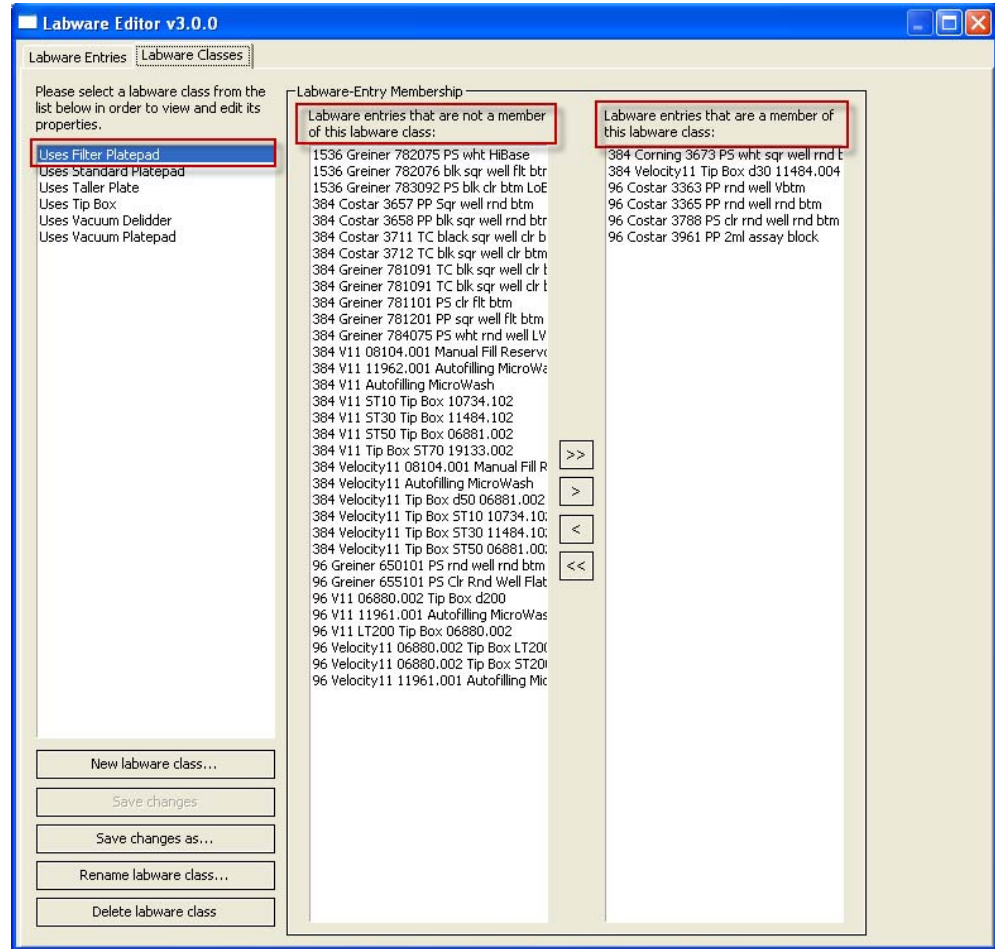 Labware Editor v3.0.0
Labware Entries
Labware Classes
Please select a labware class from the
list below in order to view and edit its
properties.
Uses Filter Platepad
Uses Standard Platepad
Uses Taller Plate
Uses Tip Box
Uses Vacuum Delidder
Uses Vacuum Platepad
New labware class...
Save changes
Save changes as...
Rename labware class...
Delete labware class
Labware-Entry Membership
Labware entries that are not a member
of this labware class:
1536 Greiner 782075 PS wht HiBase
1536 Greiner 782076 blk sqr well flt btr
1536 Greiner 783092 PS blk clr btm LoE
384 Costar 3657 PP Sqr well rnd btm
384 Costar 3658 PP blk sqr well rnd btr
384 Costar 3711 TC black sqr well clr b
384 Costar 3712 TC blk sqr well clr btm
384 Greiner 781091 TC blk sqr well clr b
384 Greiner 781091 TC blk sqr well clr b
384 Greiner 781101 PS clr flt btm
384 Greiner 781201 PP sqr well flt btm
384 Greiner 784075 PS wht rnd well LV
384 V11 08104.001 Manual Fill Reservo
384 V11 11962.001 Autofilling MicroWa
384 V11 Autofilling MicroWash
384 V11 ST10 Tip Box 10734.102
384 V11 ST30 Tip Box 11484.102
384 V11 ST50 Tip Box 06881.002
384 V11 Tip Box ST70 19133.002
384 Velocity11 08104.001 Manual Fill R
384 Velocity11 Autofilling MicroWash
384 Velocity11 Tip Box d50 06881.002
384 Velocity11 Tip Box ST10 10734.10
384 Velocity11 Tip Box ST30 11484.10
384 Velocity11 Tip Box ST50 06881.00
96 Greiner 650101 PS rnd well rnd btm
96 Greiner 655101 PS Clr Rnd Well Flat
96 V11 06880.002 Tip Box d200
96 V11 11961.001 Autofilling MicroWas
96 V11 LT200 Tip Box 06880.002
96 Velocity11 06880.002 Tip Box LT200
96 Velocity11 06880.002 Tip Box ST20
96 Velocity11 11961.001 Autofilling Mic
>>
>
<
<<
Labware entries that are a member of
this labware class:
384 Corning 3673 PS wht sqr well rnd b
384 Velocity11 Tip Box d30 11484.004
96 Costar 3363 PP rnd well Vbtm
96 Costar 3365 PP rnd well rnd btm
96 Costar 3788 PS clr rnd well rnd btm
96 Costar 3961 PP 2ml assay block